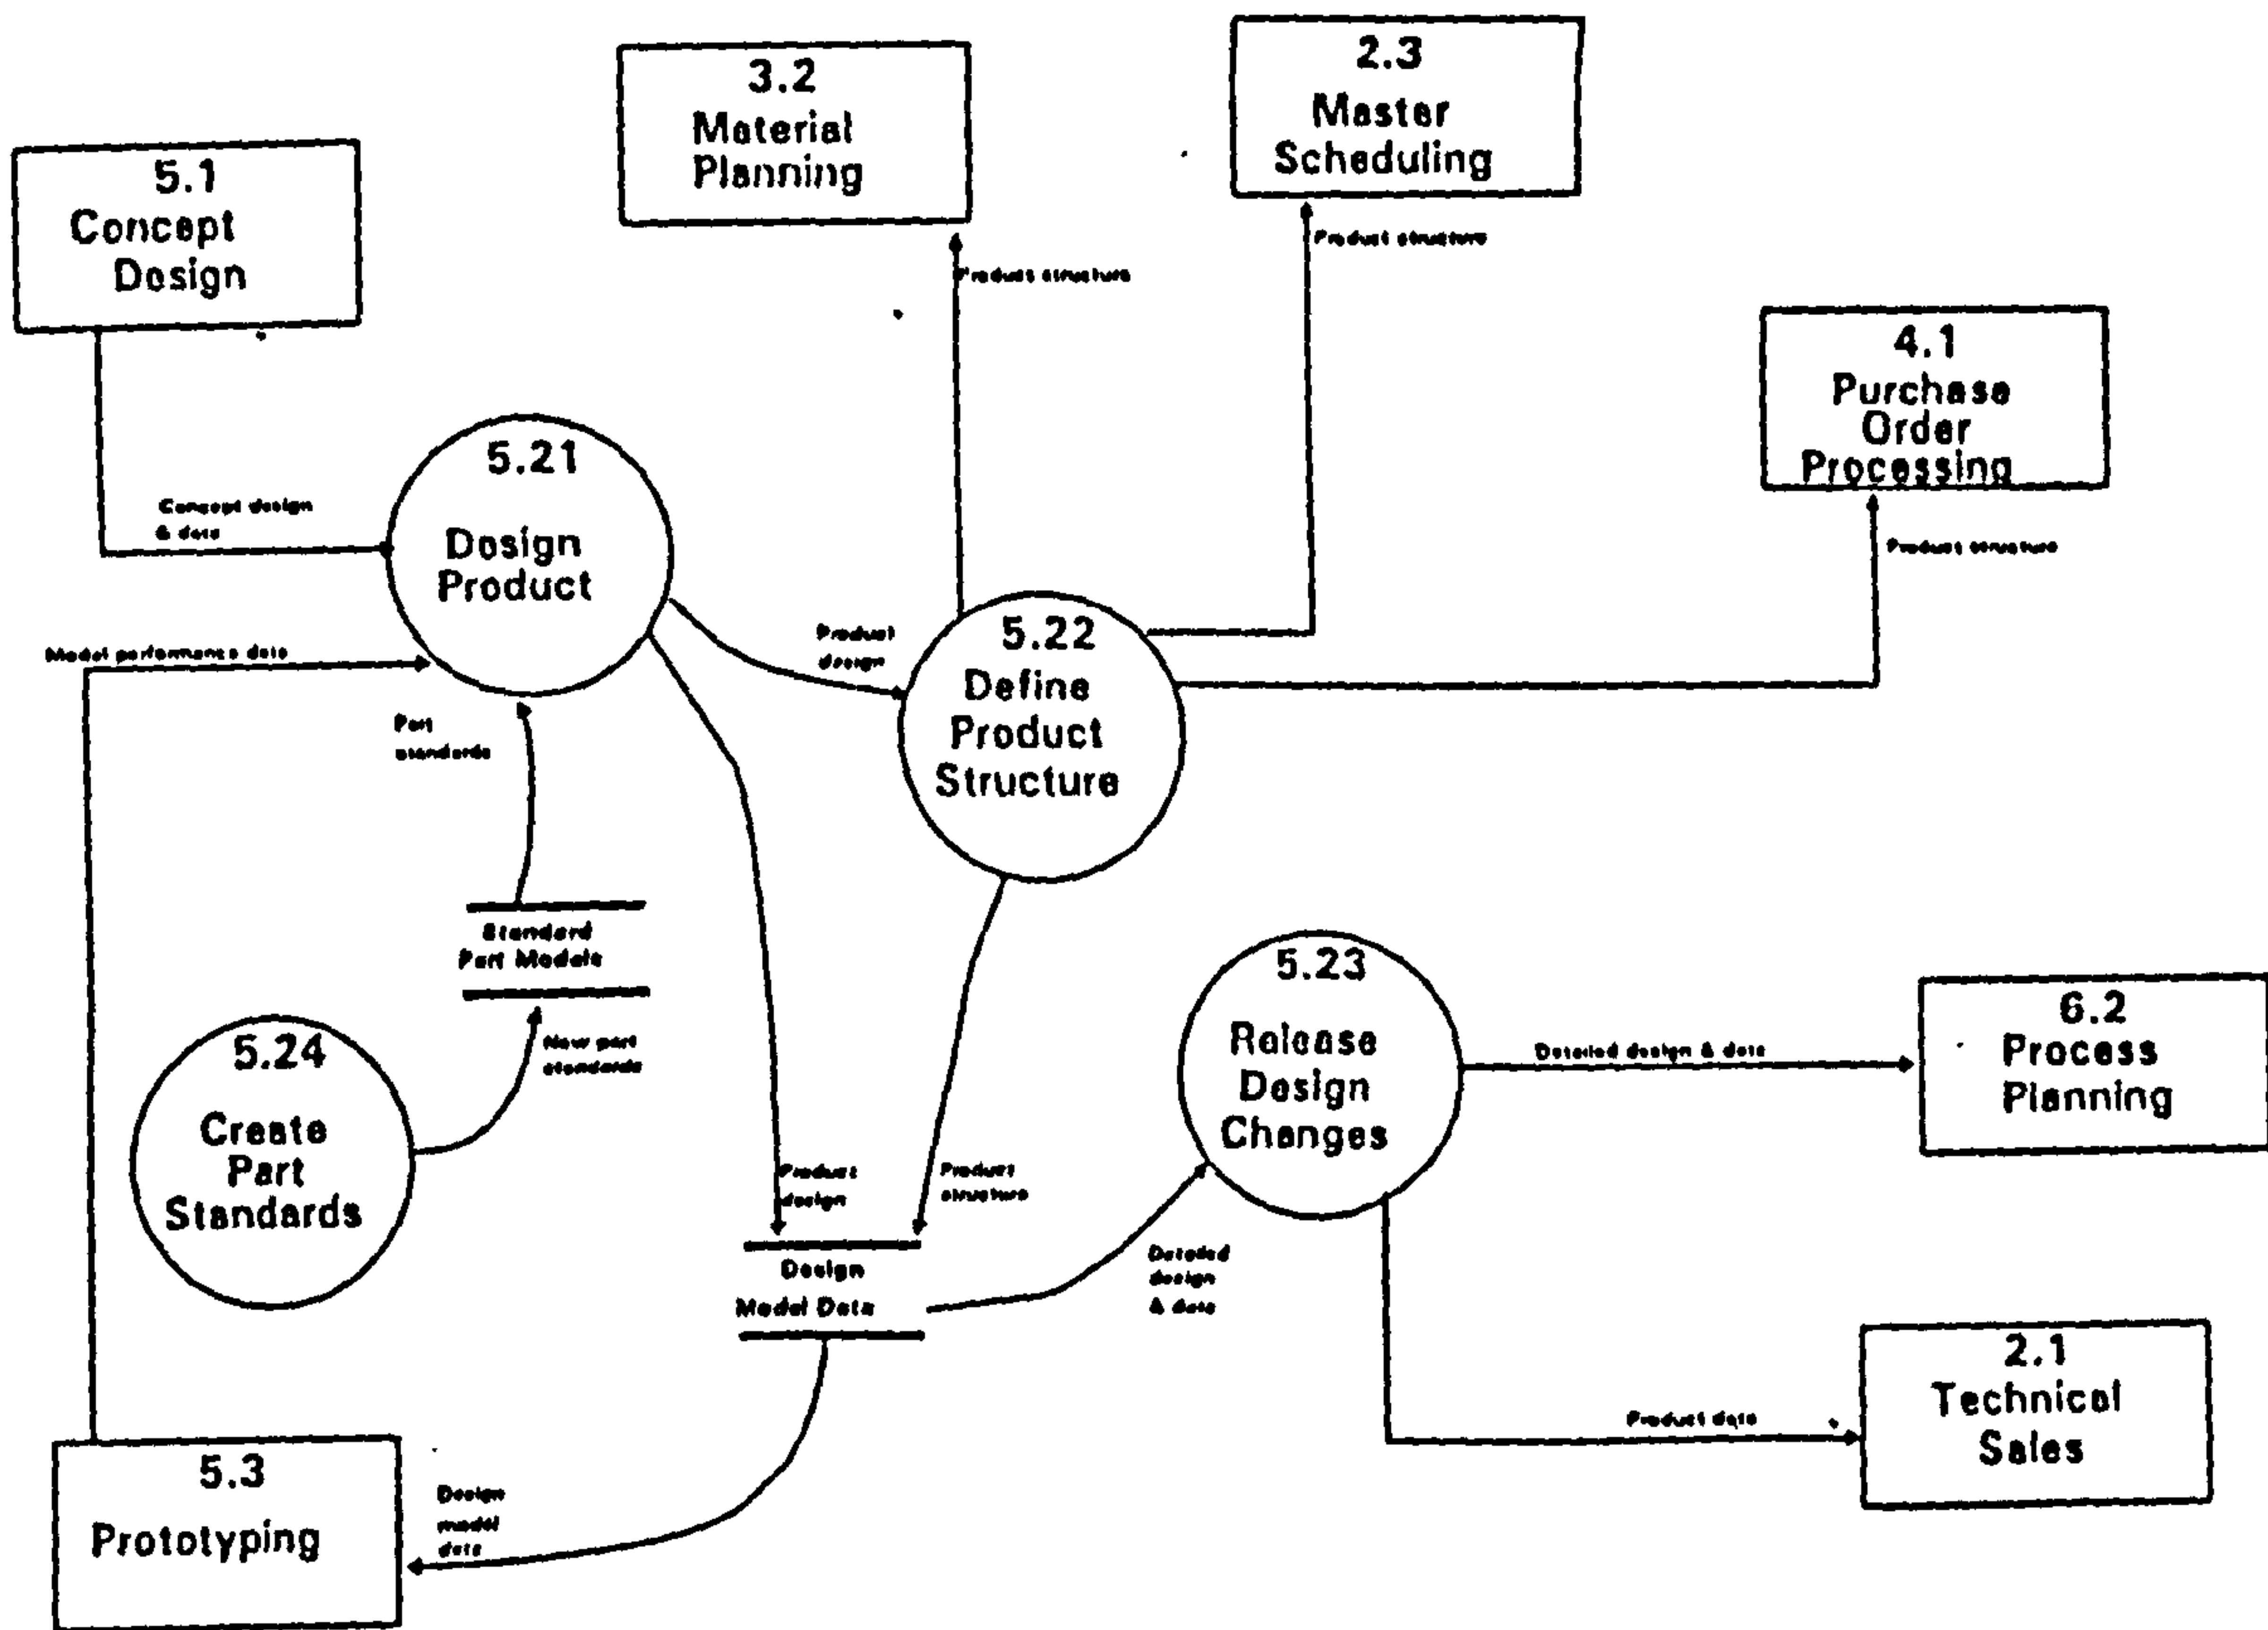 3.2
Material
Planning
2.3
Master
Scheduling
5.1
Concept
Design
Product structure
Product structure
4.1
Purchase
Order
Processing
5.21
Design
Product
Concept design
& data
Product structure
Model performance data
Product
design
5.22
Define
Product
Structure
Part
standards
Standard
Part Models
5.23
Release
Design
Changes
New part
standards
5.24
Create
Part
Standards
Detailed design & data
6.2
Process
Planning
Product
design
Product
structure
Design
Model Data
Detailed
design
& data
2.1
Technical
Sales
Product data
5.3
Prototyping
Design
model
data